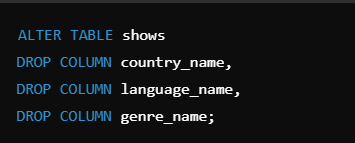 ALTER TABLE shows
DROP COLUMN country_name,
DROP COLUMN language_name,
DROP COLUMN genre_name;